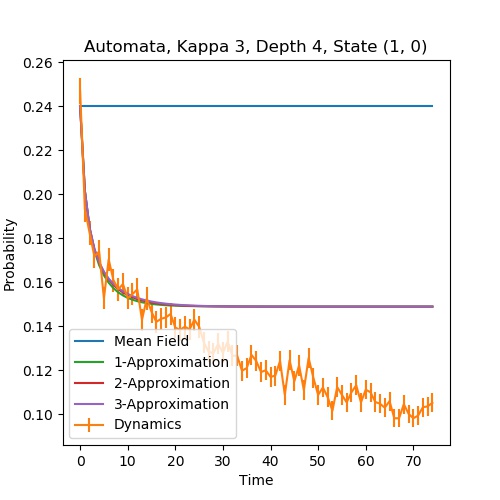 Automata, Kappa 3, Depth 4, State (1, 0)
0.26
0.24
0.22
0.20
0.18
0.16
0.14
0.12
0.10
Probability
Mean Field
1-Approximation
2-Approximation
3-Approximation
Dynamics
0 10 20 30 40 50 60 70
Time